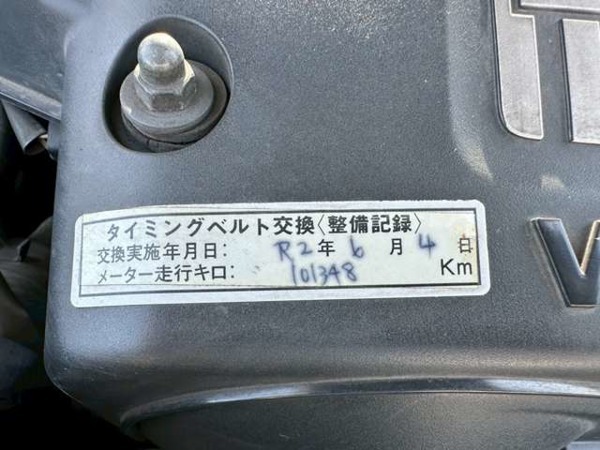 タイミングベルト交換〈整備記録〉
交換実施年月日: R2年 6 月 4 日
メーター走行キロ: 101348 Km
V